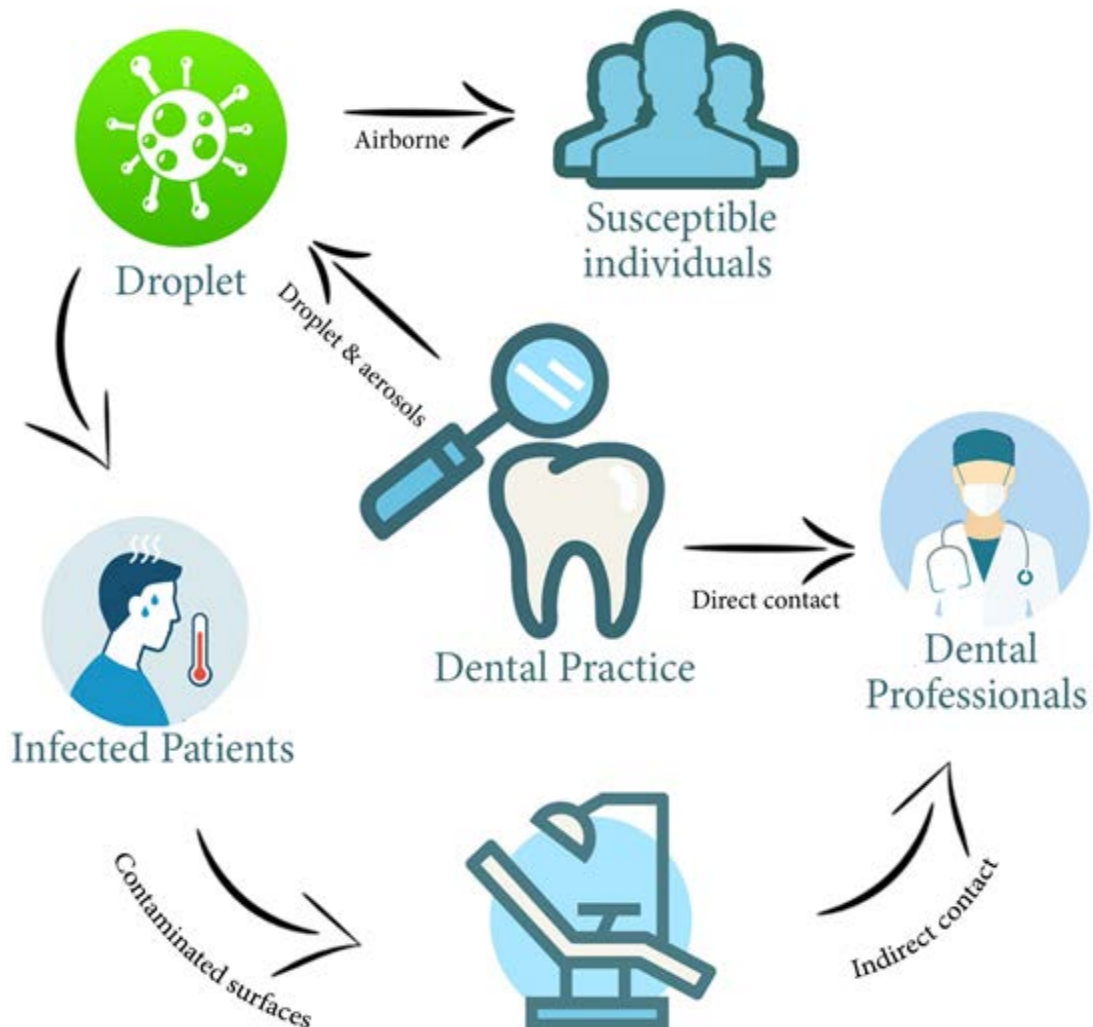 Airborne
Susceptible
individuals
Droplet
Droplet & aerosols
Direct contact
Dental Practice
Dental
Professionals
Infected Patients
Contaminated surfaces
Indirect contact